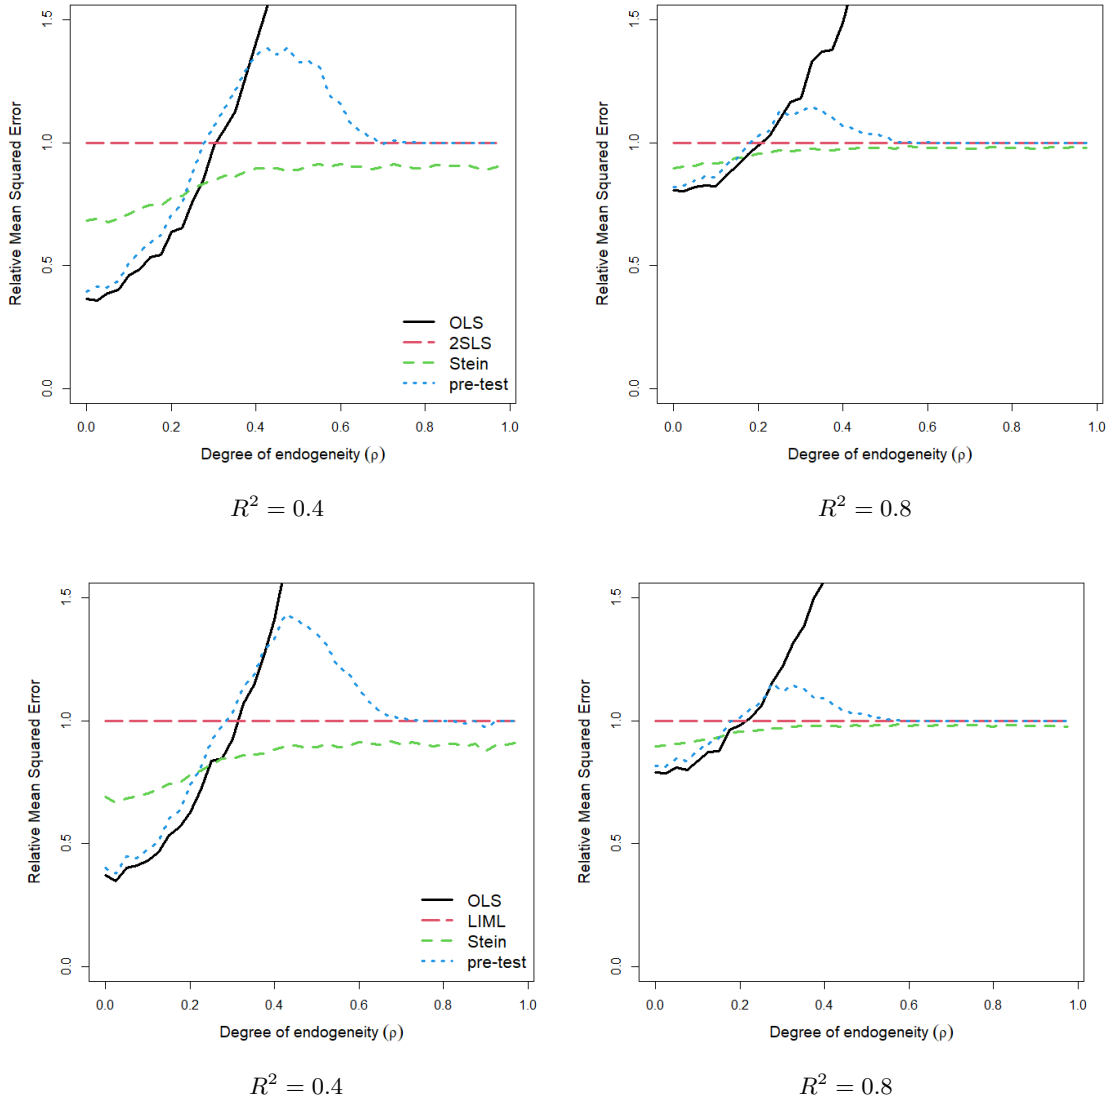 Relative Mean Squared Error
1.5
1.0
0.5
0.0
OLS
2SLS
Stein
pre-test
0.0 0.2 0.4 0.6 0.8 1.0
Degree of endogeneity (ρ)
R² = 0.4
Relative Mean Squared Error
1.5
1.0
0.5
0.0
0.0 0.2 0.4 0.6 0.8 1.0
Degree of endogeneity (ρ)
R² = 0.8
Relative Mean Squared Error
1.5
1.0
0.5
0.0
OLS
LIML
Stein
pre-test
0.0 0.2 0.4 0.6 0.8 1.0
Degree of endogeneity (ρ)
R² = 0.4
Relative Mean Squared Error
1.5
1.0
0.5
0.0
0.0 0.2 0.4 0.6 0.8 1.0
Degree of endogeneity (ρ)
R² = 0.8